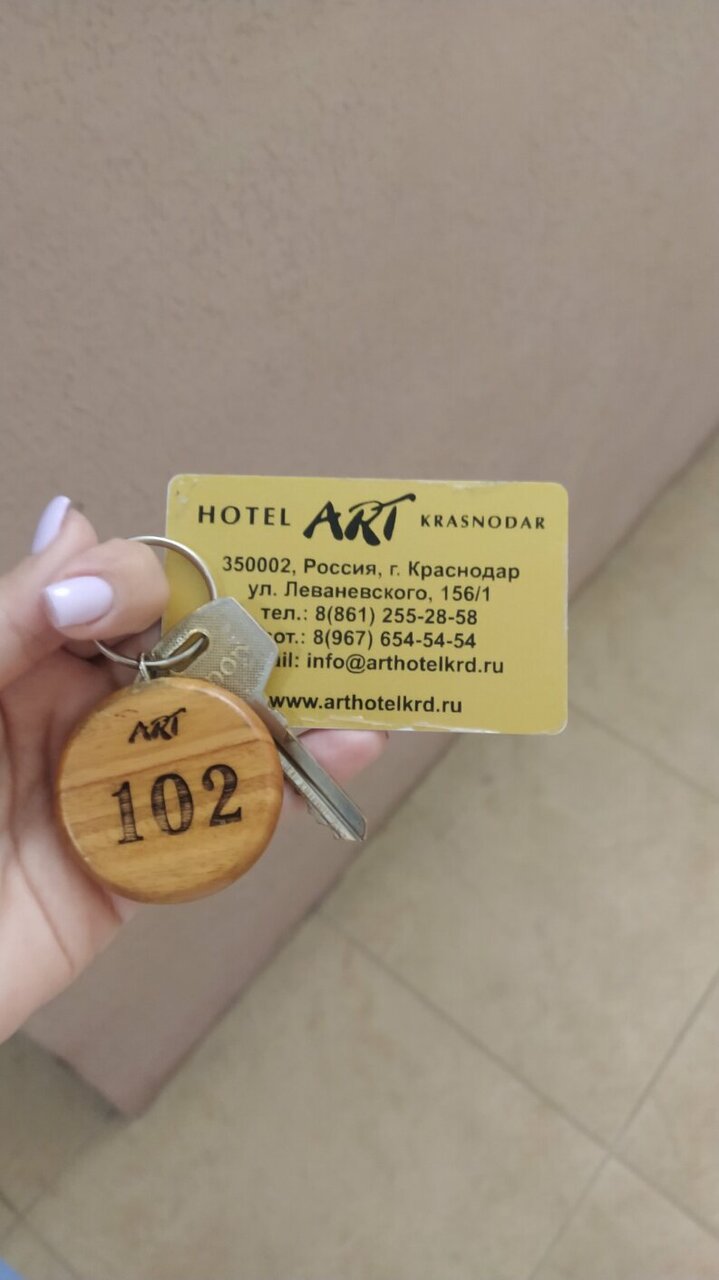 HOTEL ART KRASNODAR
350002, Россия, г. Краснодар
ул. Леваневского, 156/1
тел.: 8(861) 255-28-58
8(967) 654-54-54
info@arthotelkrd.ru
www.arthotelkrd.ru
ART
102